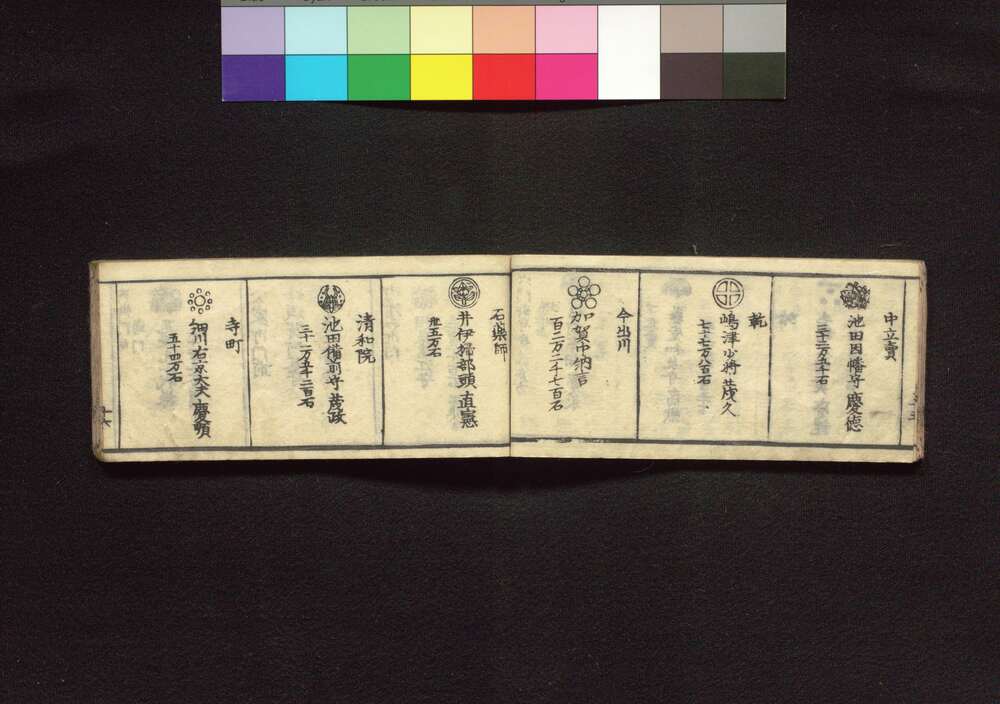 中立賣
池田因幡守慶徳
三十二万五千石
乾
嶋津少将茂久
七十七万八百石
今出川
加賀中納言
百二万二千七百石
石薬師
井伊掃部頭直憲
卅五万石
清和院
池田備前守茂政
三十一万五千二百石
寺町
細川右京大夫慶順
五十四万石
十六